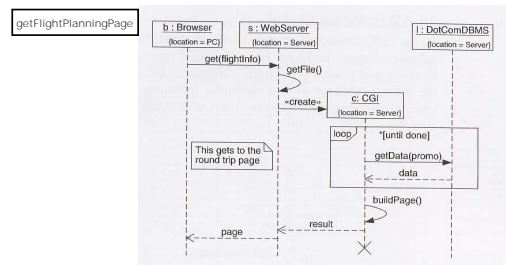 getFlightPlanningPage
b : Browser
{location = PC}
s : WebServer
{location = Server}
l : DotComDBMS
{location = Server}
get(flightInfo)
getFile()
«create»
c: CGI
{location = Server}
loop
*[until done]
This gets to the
round trip page
getData(promo)
data
buildPage()
result
page